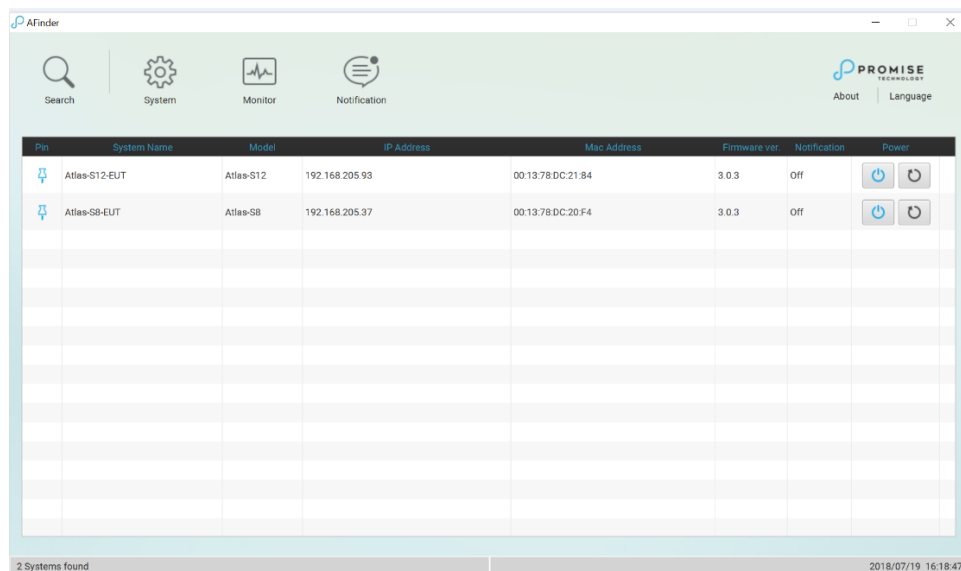 AFinder
Search
System
Monitor
Notification
PROMISE
TECHNOLOGY
About
Language
Pin System Name Model IP Address Mac Address Firmware ver. Notification Power
Atlas-S12-EUT Atlas-S12 192.168.205.93 00:13:78:DC:21:84 3.0.3 Off
Atlas-S8-EUT Atlas-S8 192.168.205.37 00:13:78:DC:20:F4 3.0.3 Off
2 Systems found 2018/07/19 16:18:47